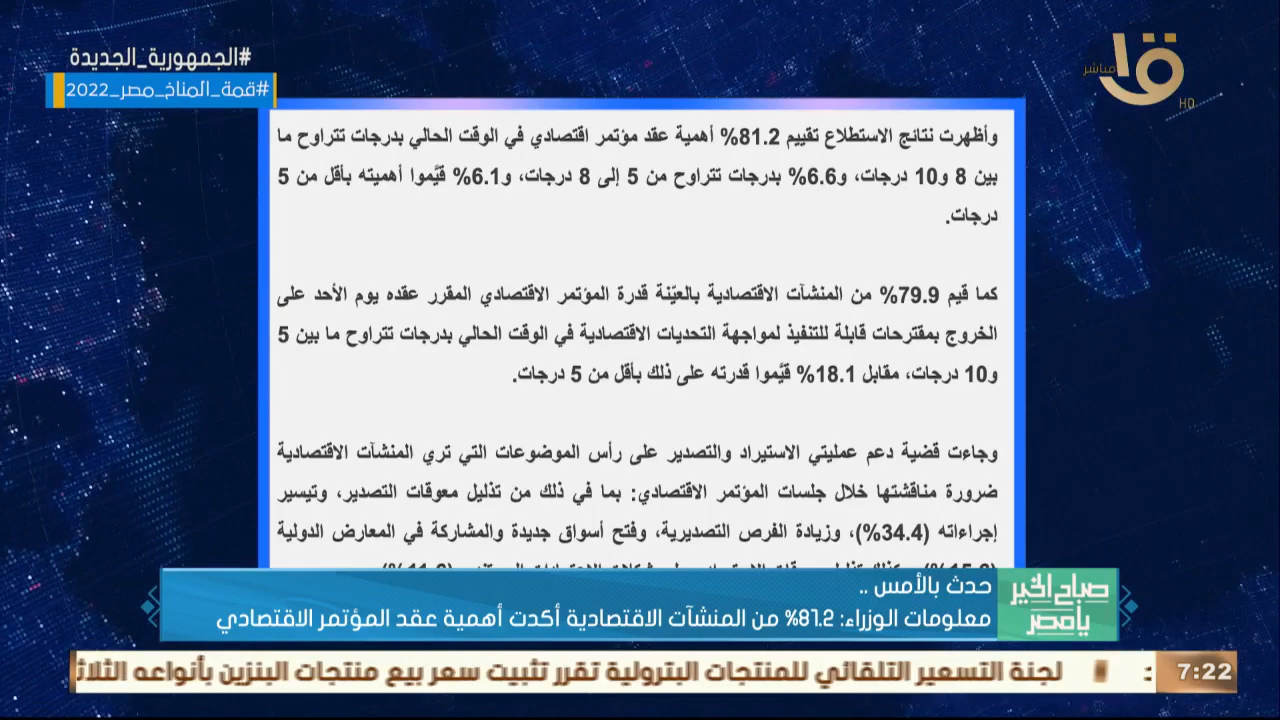 #الجمهورية_الجديدة
#قمة_المناخ_مصر_2022
مباشر
HD
وأظهرت نتائج الاستطلاع تقييم 81.2% أهمية عقد مؤتمر اقتصادي في الوقت الحالي بدرجات تتراوح ما
بين 8 و10 درجات، و6.6% بدرجات تتراوح من 5 إلى 8 درجات، و6.1% قيَّموا أهميته بأقل من 5
درجات.
كما قيم 79.9% من المنشآت الاقتصادية بالعيّنة قدرة المؤتمر الاقتصادي المقرر عقده يوم الأحد على
الخروج بمقترحات قابلة للتنفيذ لمواجهة التحديات الاقتصادية في الوقت الحالي بدرجات تتراوح ما بين 5
و10 درجات، مقابل 18.1% قيَّموا قدرته على ذلك بأقل من 5 درجات.
وجاءت قضية دعم عمليتي الاستيراد والتصدير على رأس الموضوعات التي تري المنشآت الاقتصادية
ضرورة مناقشتها خلال جلسات المؤتمر الاقتصادي: بما في ذلك من تذليل معوقات التصدير، وتيسير
إجراءاته (34.4%)، وزيادة الفرص التصديرية، وفتح أسواق جديدة والمشاركة في المعارض الدولية
صباح الخير
يا مصر
حدث بالأمس ..
معلومات الوزراء: 81.2% من المنشآت الاقتصادية أكدت أهمية عقد المؤتمر الاقتصادي
7:22
لجنة التسعير التلقائي للمنتجات البترولية تقرر تثبيت سعر بيع منتجات البنزين بأنواعه